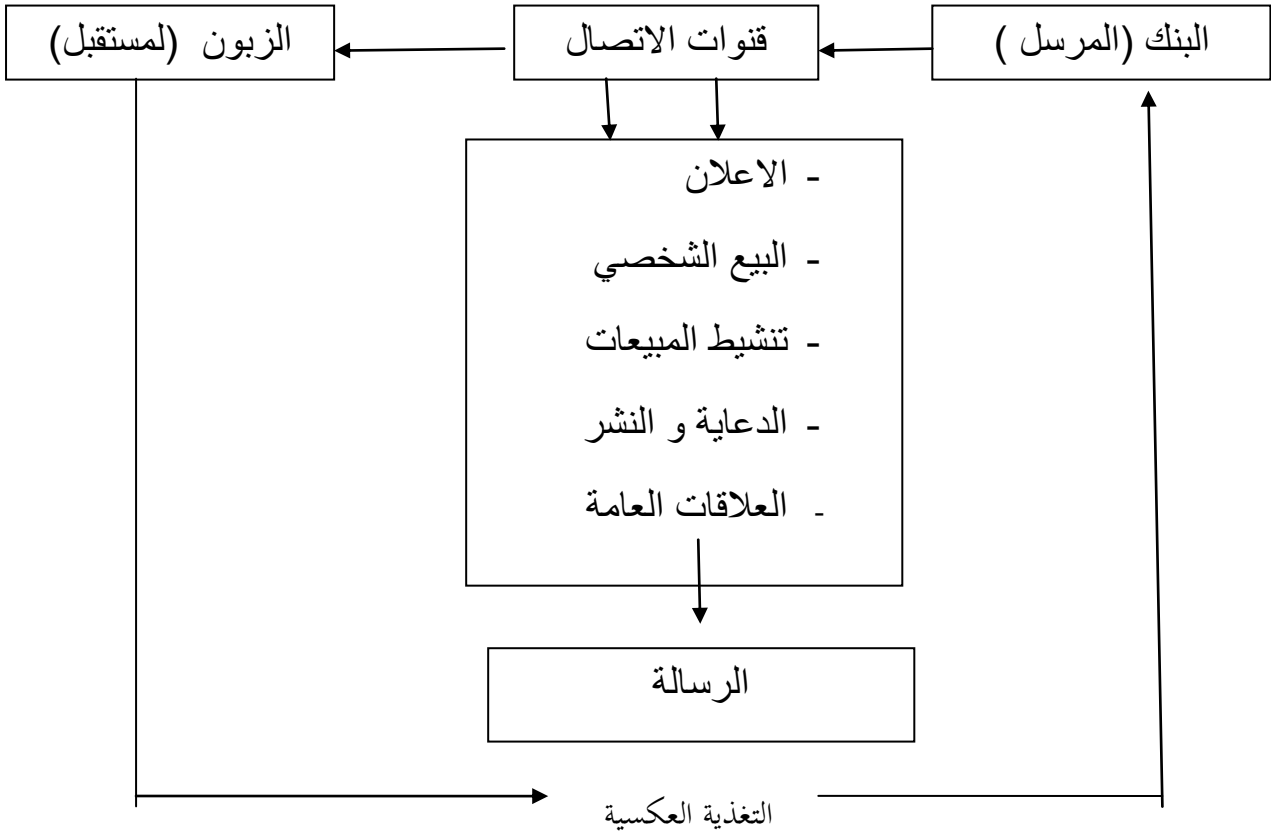 البنك (المرسل )
قنوات الاتصال
الزبون (لمستقبل)
- الاعلان
- البيع الشخصي
- تنشيط المبيعات
- الدعاية و النشر
- العلاقات العامة
الرسالة
التغذية العكسية